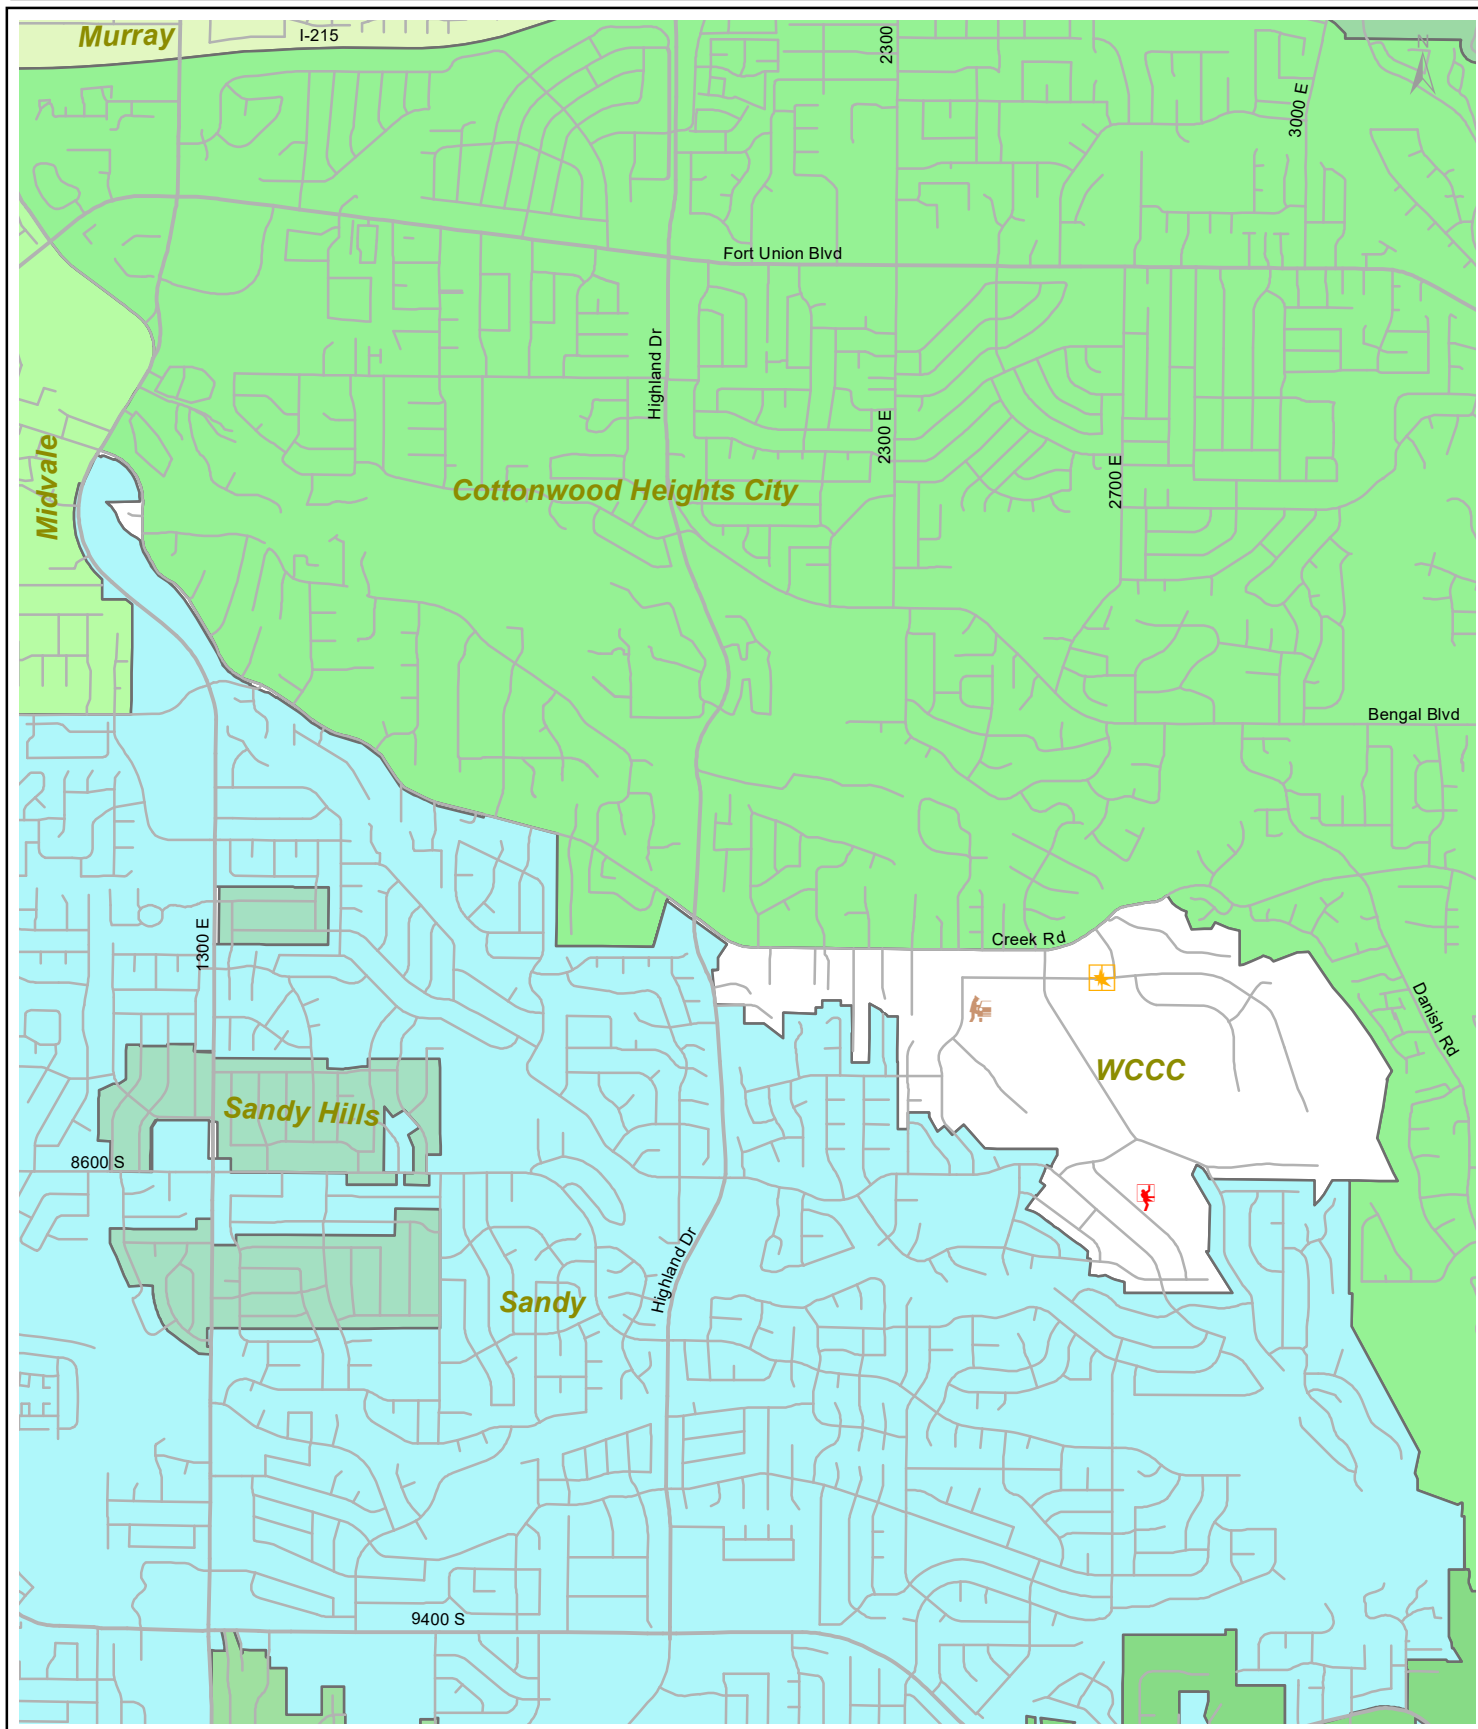 Murray
I-215
2300
N
3000 E
Fort Union Blvd
Highland Dr
2300 E
Midvale
2700 E
Cottonwood Heights City
Bengal Blvd
1300 E
Creek Rd
Danish Rd
WCCC
Sandy Hills
8600 S
Highland Dr
Sandy
9400 S